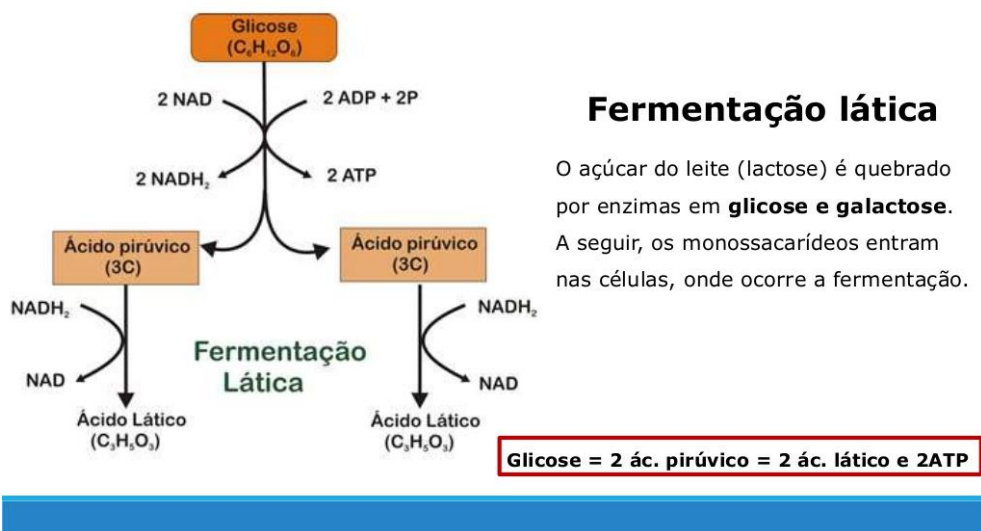 Glicose
(C₆H₁₂O₆)
2 NAD
2 ADP + 2P
2 NADH₂
2 ATP
Ácido pirúvico
(3C)
Ácido pirúvico
(3C)
NADH₂
NAD
NADH₂
NAD
Fermentação
Lática
Ácido Lático
(C₃H₅O₃)
Ácido Lático
(C₃H₅O₃)
Fermentação lática
O açúcar do leite (lactose) é quebrado
por enzimas em glicose e galactose.
A seguir, os monossacarídeos entram
nas células, onde ocorre a fermentação.
Glicose = 2 ác. pirúvico = 2 ác. lático e 2ATP